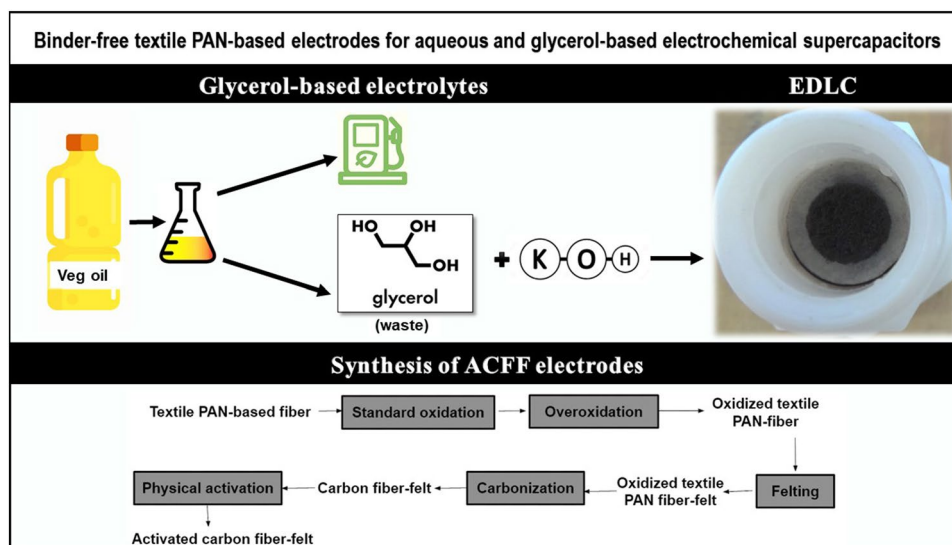 Binder-free textile PAN-based electrodes for aqueous and glycerol-based electrochemical supercapacitors
Glycerol-based electrolytes
EDLC
Veg oil
HO OH
OH
glycerol
(waste)
+
K-O-H
Synthesis of ACFF electrodes
Textile PAN-based fiber
Standard oxidation
Overoxidation
Oxidized textile
PAN-fiber
Felting
Oxidized textile
PAN fiber-felt
Carbonization
Carbon fiber-felt
Physical activation
Activated carbon fiber-felt